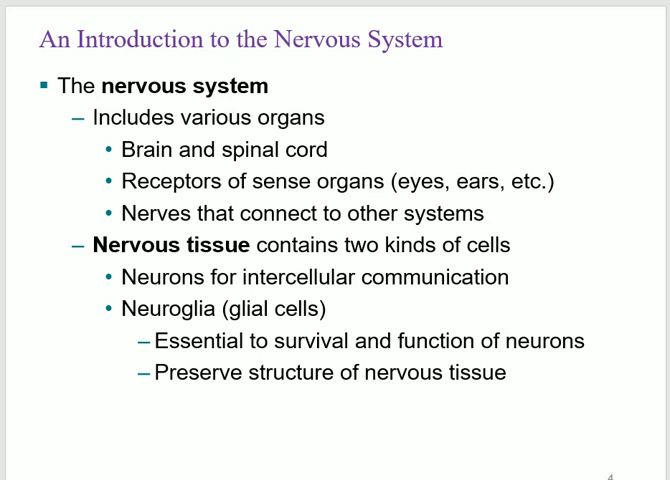 An Introduction to the Nervous System
▪ The nervous system
– Includes various organs
• Brain and spinal cord
• Receptors of sense organs (eyes, ears, etc.)
• Nerves that connect to other systems
– Nervous tissue contains two kinds of cells
• Neurons for intercellular communication
• Neuroglia (glial cells)
– Essential to survival and function of neurons
– Preserve structure of nervous tissue
4